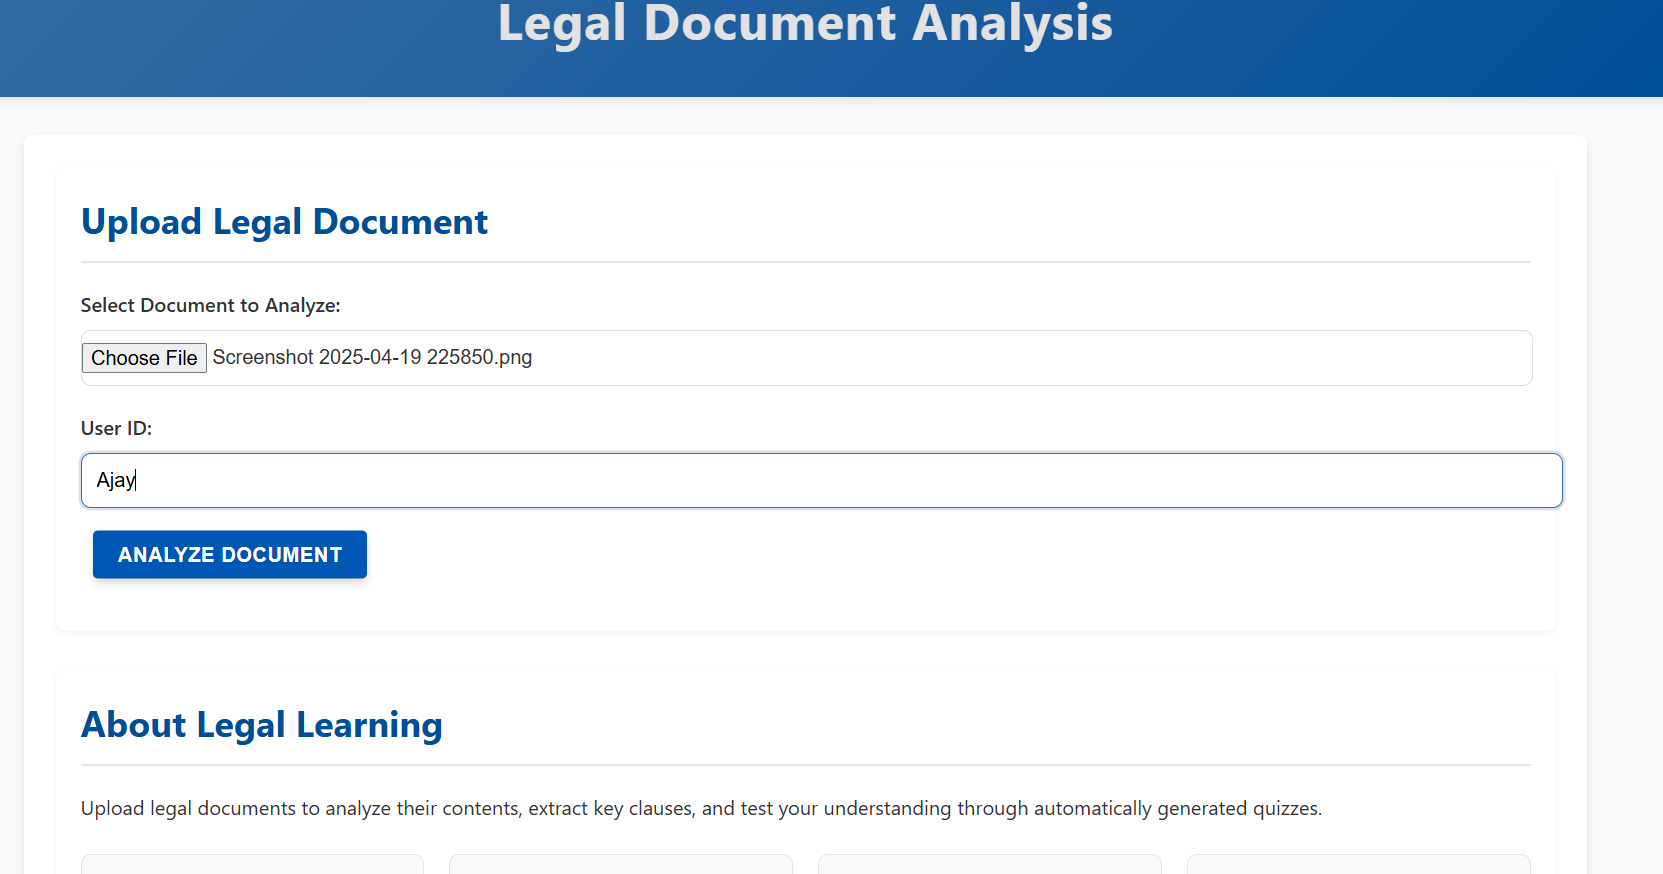 Legal Document Analysis
Upload Legal Document
Select Document to Analyze:
Choose File Screenshot 2025-04-19 225850.png
User ID:
Ajay
ANALYZE DOCUMENT
About Legal Learning
Upload legal documents to analyze their contents, extract key clauses, and test your understanding through automatically generated quizzes.